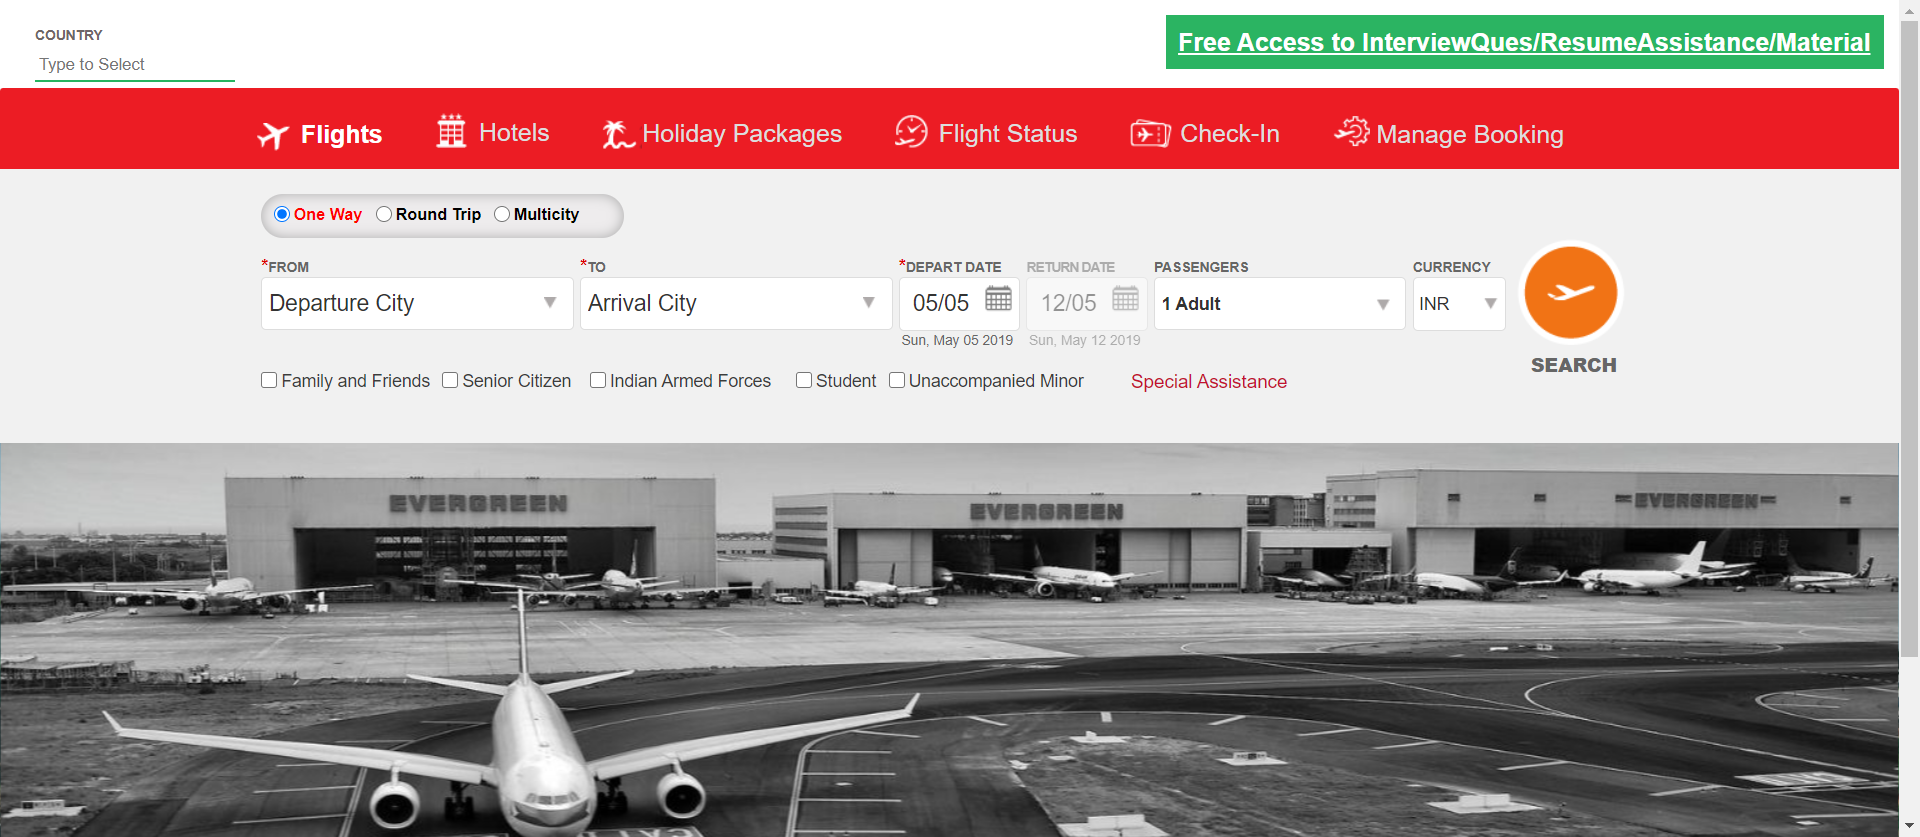 COUNTRY
Type to Select
Free Access to InterviewQues/ResumeAssistance/Material
Flights
Hotels
Holiday Packages
Flight Status
Check-In
Manage Booking
One Way
Round Trip
Multicity
*FROM
*TO
*DEPART DATE
RETURN DATE
PASSENGERS
CURRENCY
Departure City
Arrival City
05/05
12/05
1 Adult
INR
Sun, May 05 2019
Sun, May 12 2019
SEARCH
Family and Friends
Senior Citizen
Indian Armed Forces
Student
Unaccompanied Minor
Special Assistance
EVERGREEN
EVERGREEN
EVERGREEN